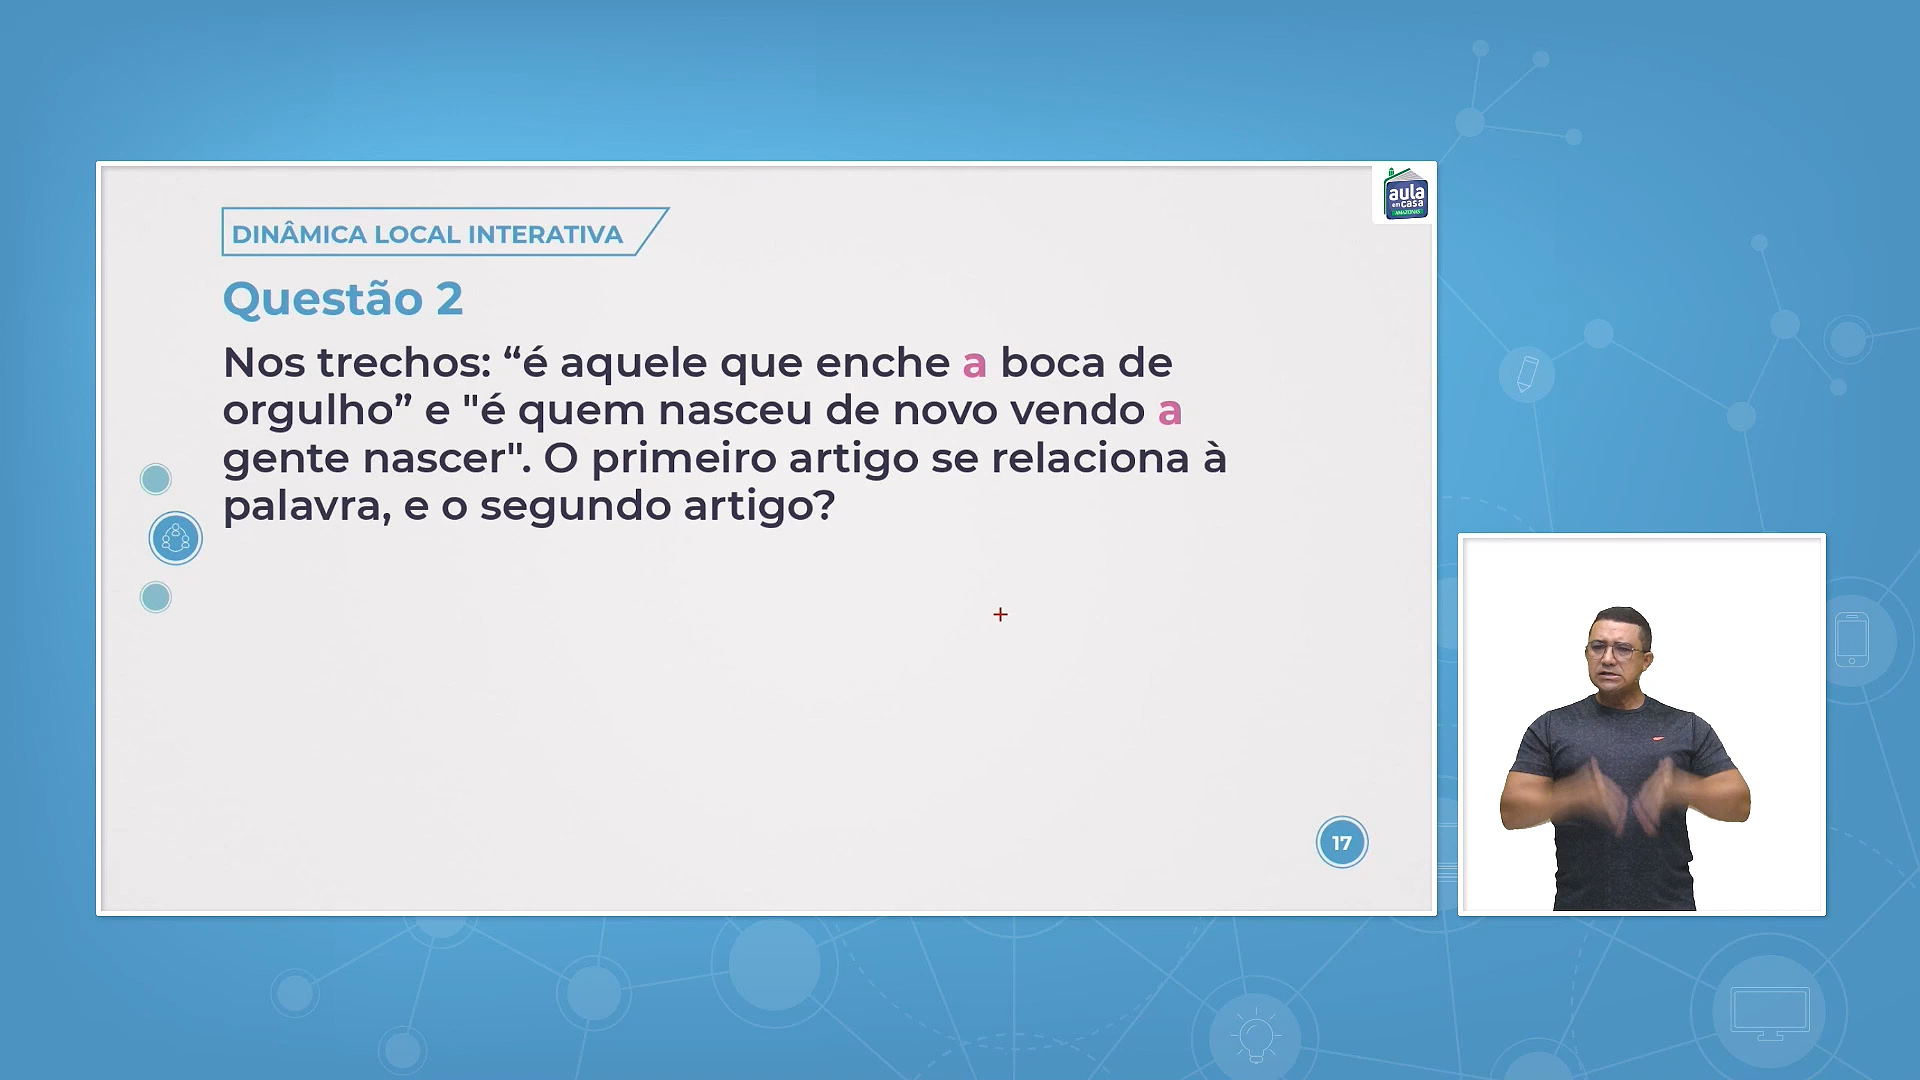 aula
em casa
AMAZONAS
DINÂMICA LOCAL INTERATIVA
Questão 2
Nos trechos: “é aquele que enche a boca de
orgulho” e "é quem nasceu de novo vendo a
gente nascer". O primeiro artigo se relaciona à
palavra, e o segundo artigo?
17